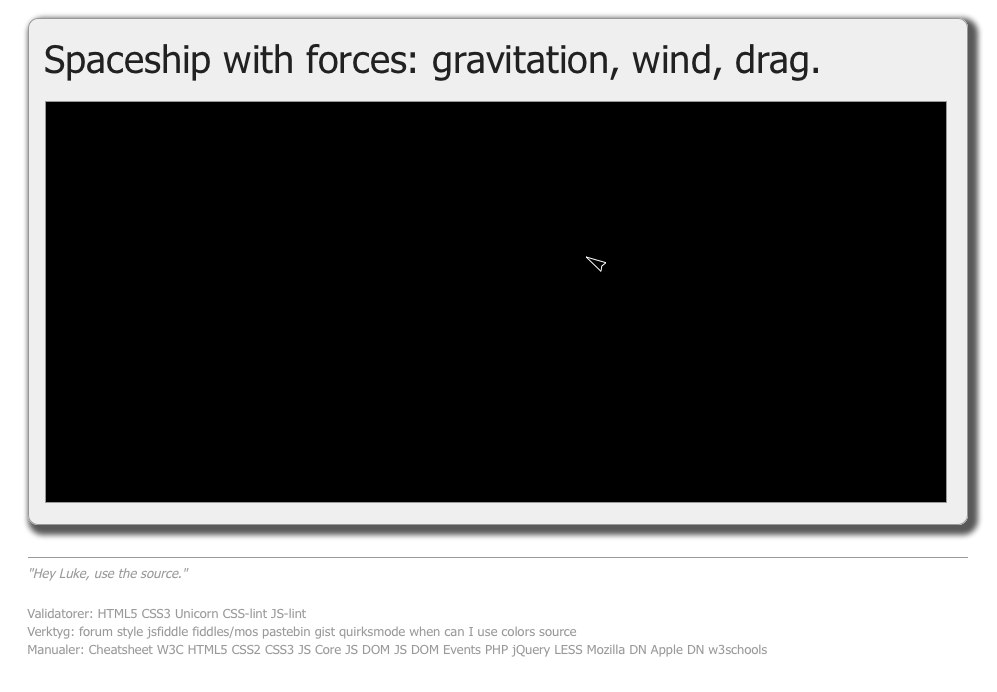 Spaceship with forces: gravitation, wind, drag.
"Hey Luke, use the source."
Validatorer: HTML5 CSS3 Unicorn CSS-lint JS-lint
Verktyg: forum style jsfiddle fiddles/mos pastebin gist quirksmode when can I use colors source
Manualer: Cheatsheet W3C HTML5 CSS2 CSS3 JS Core JS DOM JS DOM Events PHP jQuery LESS Mozilla DN Apple DN w3schools